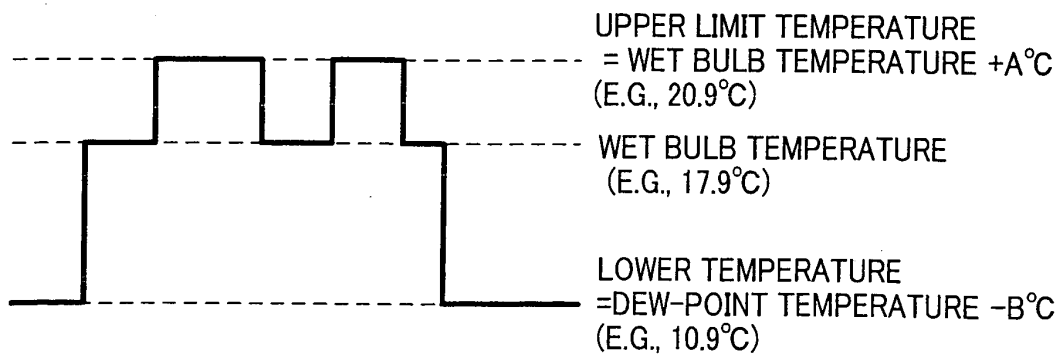 UPPER LIMIT TEMPERATURE
= WET BULB TEMPERATURE +A°C
(E.G., 20.9°C)
WET BULB TEMPERATURE
(E.G., 17.9°C)
LOWER TEMPERATURE
=DEW-POINT TEMPERATURE −B°C
(E.G., 10.9°C)